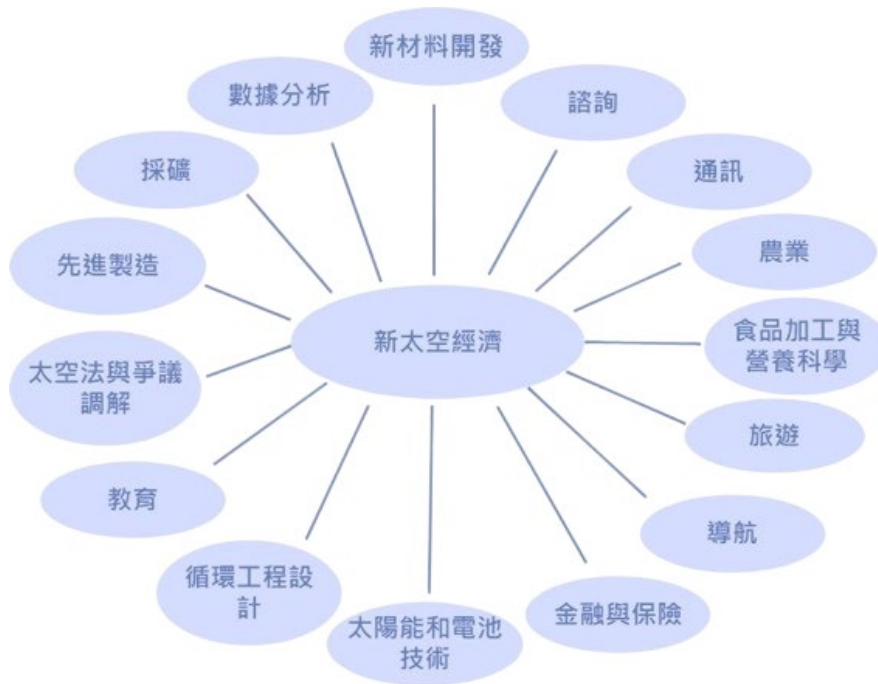 新材料開發
數據分析
諮詢
採礦
通訊
先進製造
農業
新太空經濟
食品加工與
營養科學
太空法與爭議
調解
旅遊
教育
導航
循環工程設
計
金融與保險
太陽能和電池
技術